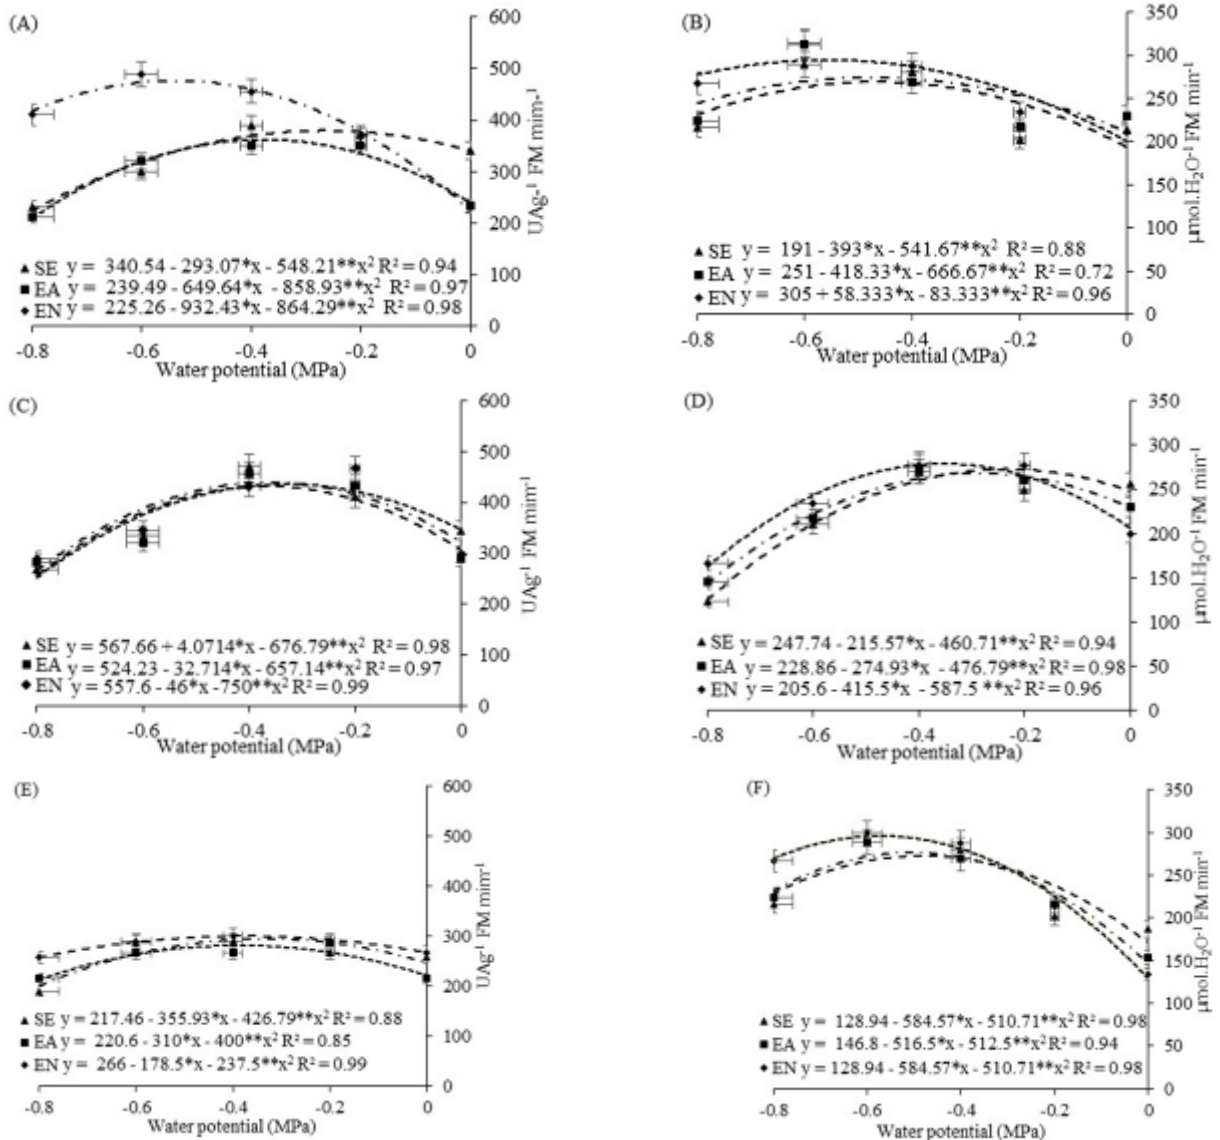 (A)
600
500
400
300
200
100
0
UAg-¹ FM mim-¹
SE y = 340.54 - 293.07*x - 548.21**x² R² = 0.94
EA y = 239.49 - 649.64*x - 858.93**x² R² = 0.97
EN y = 225.26 - 932.43*x - 864.29**x² R² = 0.98
-0.8 -0.6 -0.4 -0.2 0
Water potential (MPa)
(B)
350
300
250
200
150
100
50
0
µmol.H₂O⁻¹ FM min⁻¹
SE y = 191 - 393*x - 541.67**x² R² = 0.88
EA y = 251 - 418.33*x - 666.67**x² R² = 0.72
EN y = 305 + 58.333*x - 83.333**x² R² = 0.96
-0.8 -0.6 -0.4 -0.2 0
Water potential (MPa)
(C)
600
500
400
300
200
100
0
UAg-¹ FM mim⁻¹
SE y = 567.66 + 4.0714*x - 676.79**x² R² = 0.98
EA y = 524.23 - 32.714*x - 657.14**x² R² = 0.97
EN y = 557.6 - 46*x -750**x² R² = 0.99
-0.8 -0.6 -0.4 -0.2 0
Water potential (MPa)
(D)
350
300
250
200
150
100
50
0
µmol.H₂O⁻¹ FM min⁻¹
SE y = 247.74 - 215.57*x - 460.71**x² R² = 0.94
EA y = 228.86 - 274.93*x - 476.79**x² R² = 0.98
EN y = 205.6 - 415.5*x - 587.5 **x² R² = 0.96
-0.8 -0.6 -0.4 -0.2 0
Water potential (MPa)
(E)
600
500
400
300
200
100
0
UAg-¹ FM mim⁻¹
SE y = 217.46 - 355.93*x - 426.79**x² R² = 0.88
EA y = 220.6 - 310*x - 400**x² R² = 0.85
EN y = 266 - 178.5*x - 237.5**x² R² = 0.99
-0.8 -0.6 -0.4 -0.2 0
Water potential (MPa)
(F)
350
300
250
200
150
100
50
0
µmol.H₂O⁻¹ FM min⁻¹
SE y = 128.94 - 584.57*x - 510.71**x² R² = 0.98
EA y = 146.8 - 516.5*x - 512.5**x² R² = 0.94
EN y = 128.94 - 584.57*x - 510.71**x² R² = 0.98
-0.8 -0.6 -0.4 -0.2 0
Water potential (MPa)